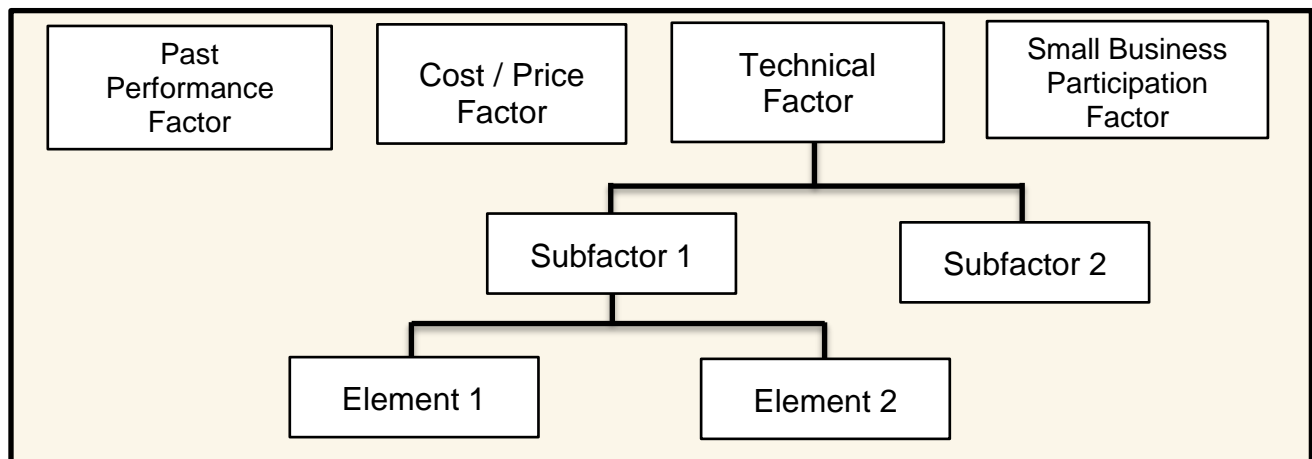 Past
Performance
Factor
Cost / Price
Factor
Technical
Factor
Small Business
Participation
Factor
Subfactor 1
Subfactor 2
Element 1
Element 2